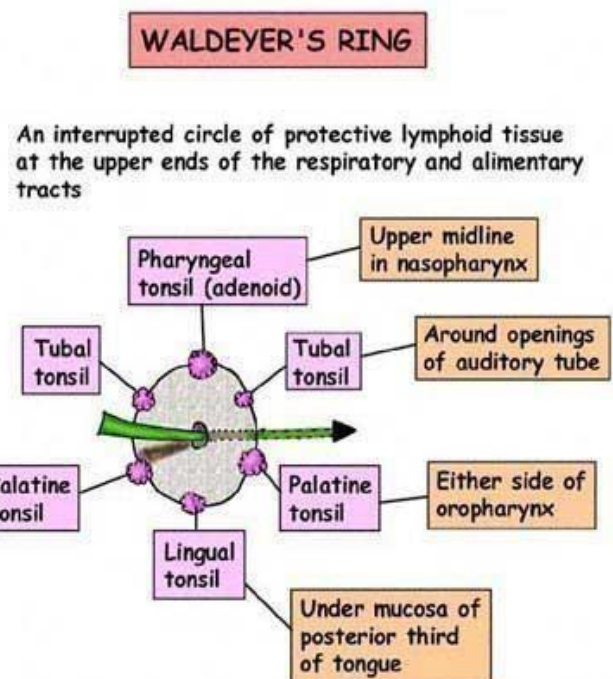 WALDEYER'S RING
An interrupted circle of protective lymphoid tissue
at the upper ends of the respiratory and alimentary
tracts
Pharyngeal
tonsil (adenoid)
Upper midline
in nasopharynx
Tubal
tonsil
Tubal
tonsil
Around openings
of auditory tube
alatine
onsil
Palatine
tonsil
Either side of
oropharynx
Lingual
tonsil
Under mucosa of
posterior third
of tongue